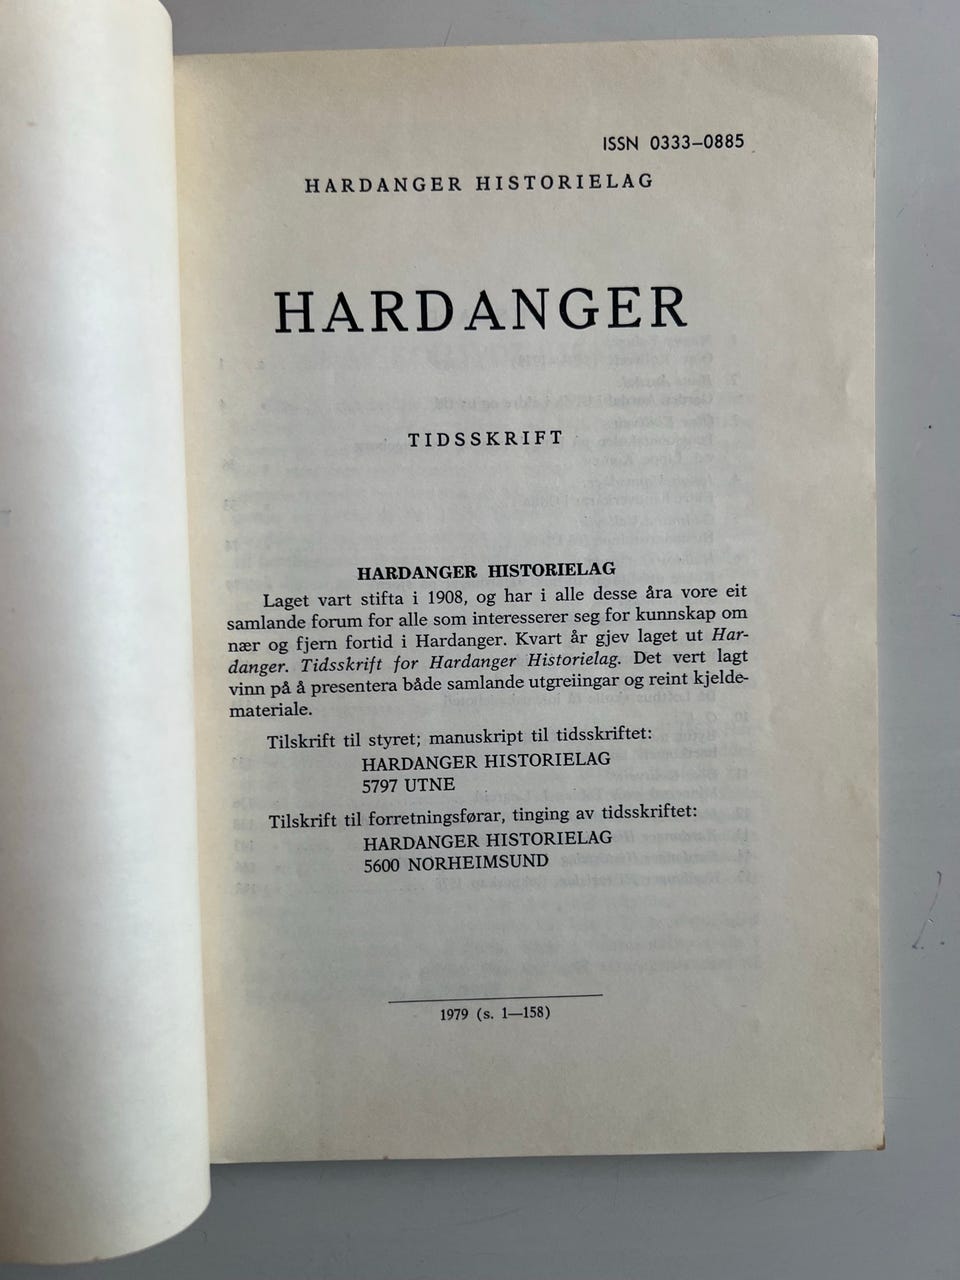 ISSN 0333–0885
HARDANGER HISTORIELAG
HARDANGER
TIDSSKRIFT
HARDANGER HISTORIELAG
Laget vart stifta i 1908, og har i alle desse åra vore eit
samlande forum for alle som interesserer seg for kunnskap om
nær og fjern fortid i Hardanger. Kvart år gjev laget ut Har-
danger. Tidsskrift for Hardanger Historielag. Det vert lagt
vinn på å presentera både samlande utgreiingar og reint kjelde-
materiale.
Tilskrift til styret; manuskript til tidsskriftet:
HARDANGER HISTORIELAG
5797 UTNE
Tilskrift til forretningsførar, tinging av tidsskriftet:
HARDANGER HISTORIELAG
5600 NORHEIMSUND
1979 (s. 1—158)